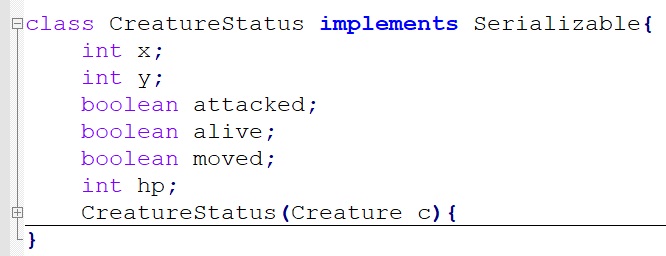 class CreatureStatus implements Serializable{
    int x;
    int y;
    boolean attacked;
    boolean alive;
    boolean moved;
    int hp;
    CreatureStatus(Creature c){
}